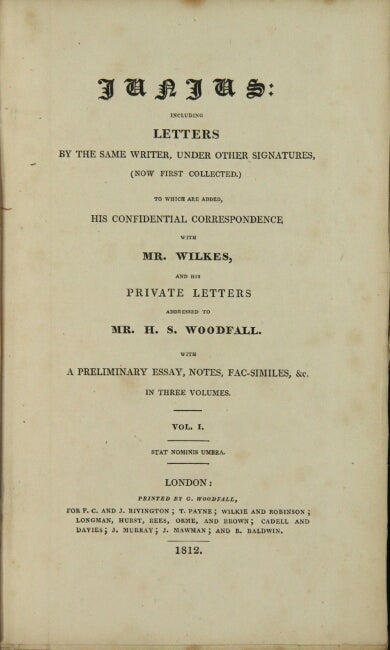 JUNIUS:
INCLUDING
LETTERS
BY THE SAME WRITER, UNDER OTHER SIGNATURES,
(NOW FIRST COLLECTED.)
TO WHICH ARE ADDED,
HIS CONFIDENTIAL CORRESPONDENCE
WITH
MR. WILKES,
AND HIS
PRIVATE LETTERS
ADDRESSED TO
MR. H. S. WOODFALL.
WITH
A PRELIMINARY ESSAY, NOTES, FAC-SIMILES, &c.
IN THREE VOLUMES.
VOL. I.
STAT NOMINIS UMBRA.
LONDON:
PRINTED BY G. WOODFALL,
FOR F. C. AND J. RIVINGTON; T. PAYNE; WILKIE AND ROBINSON;
LONGMAN, HURST, REES, ORME, AND BROWN; CADELL AND
DAVIES; J. MURRAY; J. MAWMAN; AND R. BALDWIN.
1812.